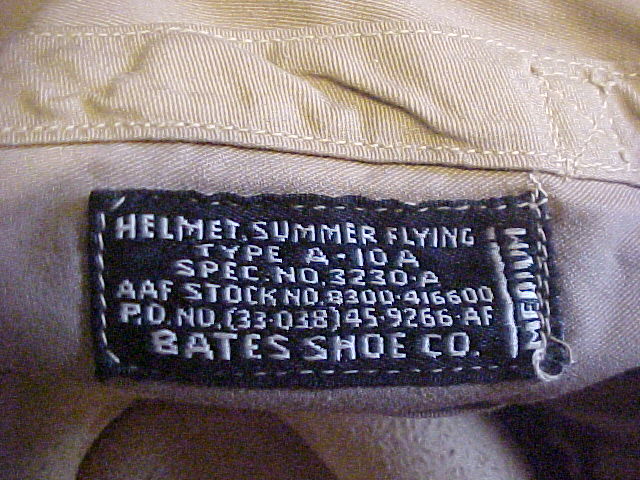 HELMET, SUMMER FLYING
TYPE A-10A
SPEC. NO. 3230-A
AAF STOCK NO. 8300-416600
P.O. NO. (33-038) 45-9266-AF
BATES SHOE CO.
MEDIUM